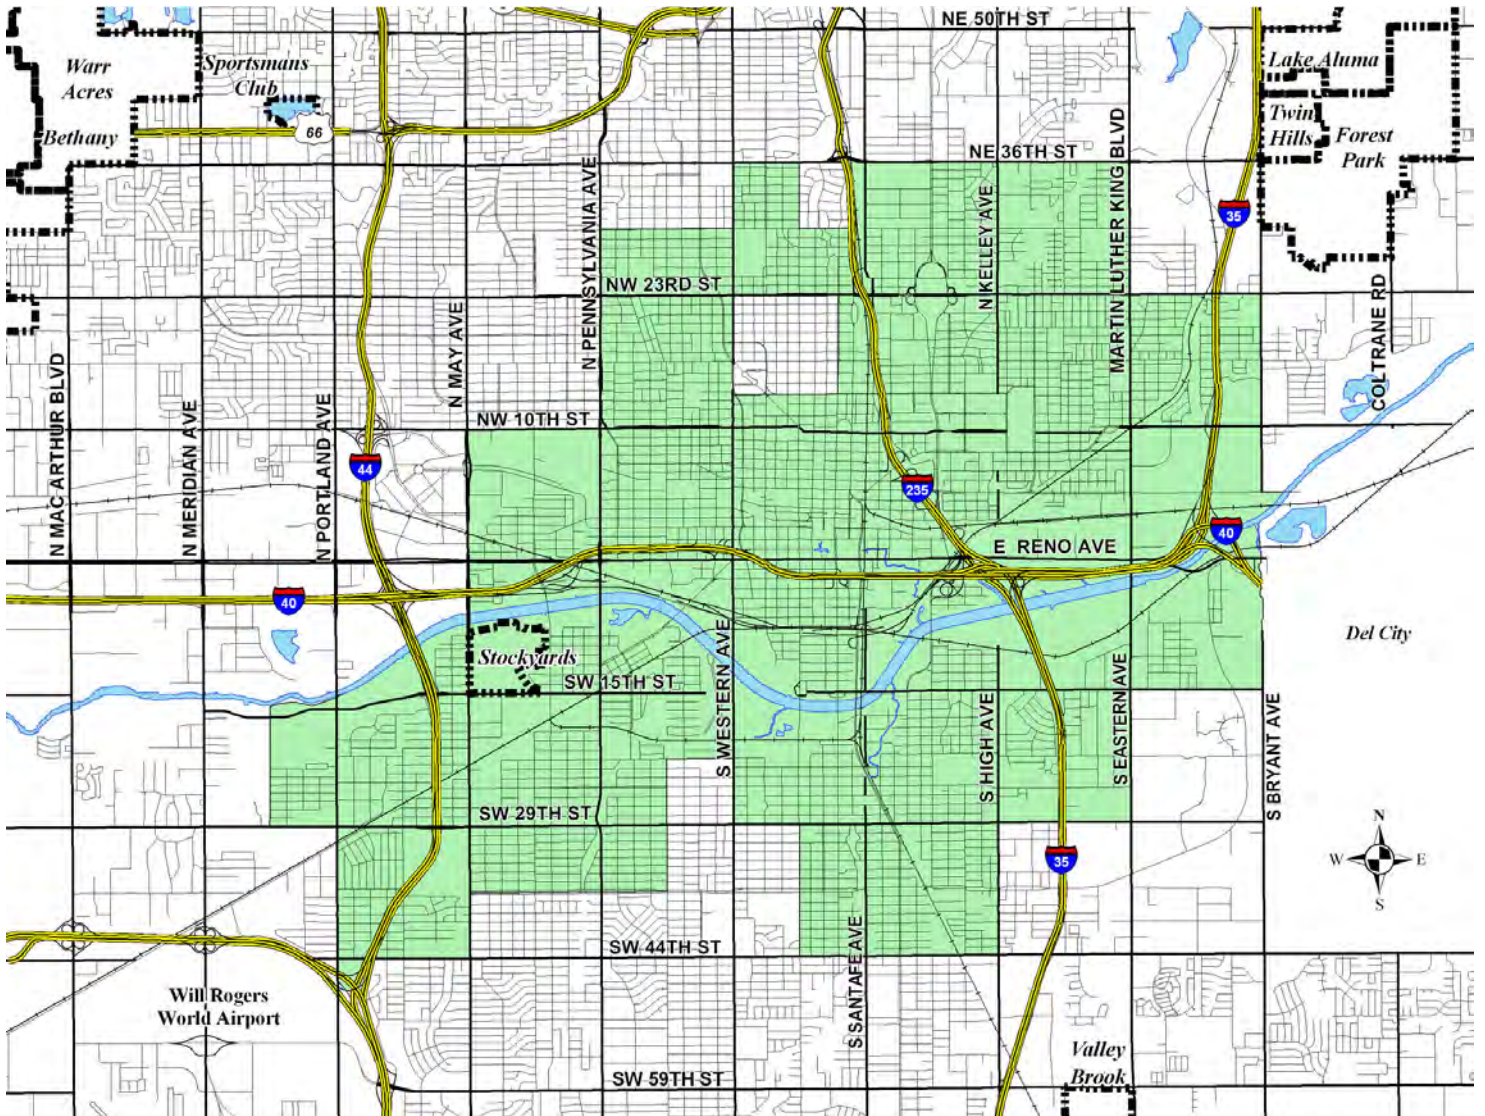 NE 50TH ST
Warr
Acres
Sportsmans
Club
Lake Aluma
Bethany
66
Twin
Hills
Forest
Park
NE 36TH ST
MARTIN LUTHER KING BLVD
N PENNSYLVANIA AVE
N KELLEY AVE
35
NW 23RD ST
N MAY AVE
COLTRANE RD
N MAC ARTHUR BLVD
N MERIDIAN AVE
N PORTLAND AVE
NW 10TH ST
44
235
40
E RENO AVE
40
Del City
Stockyards
SW 15TH ST
S WESTERN AVE
S HIGH AVE
S EASTERN AVE
S BRYANT AVE
SW 29TH ST
35
N
W
E
S
SW 44TH ST
S SANTA FE AVE
Will Rogers
World Airport
Valley
Brook
SW 59TH ST